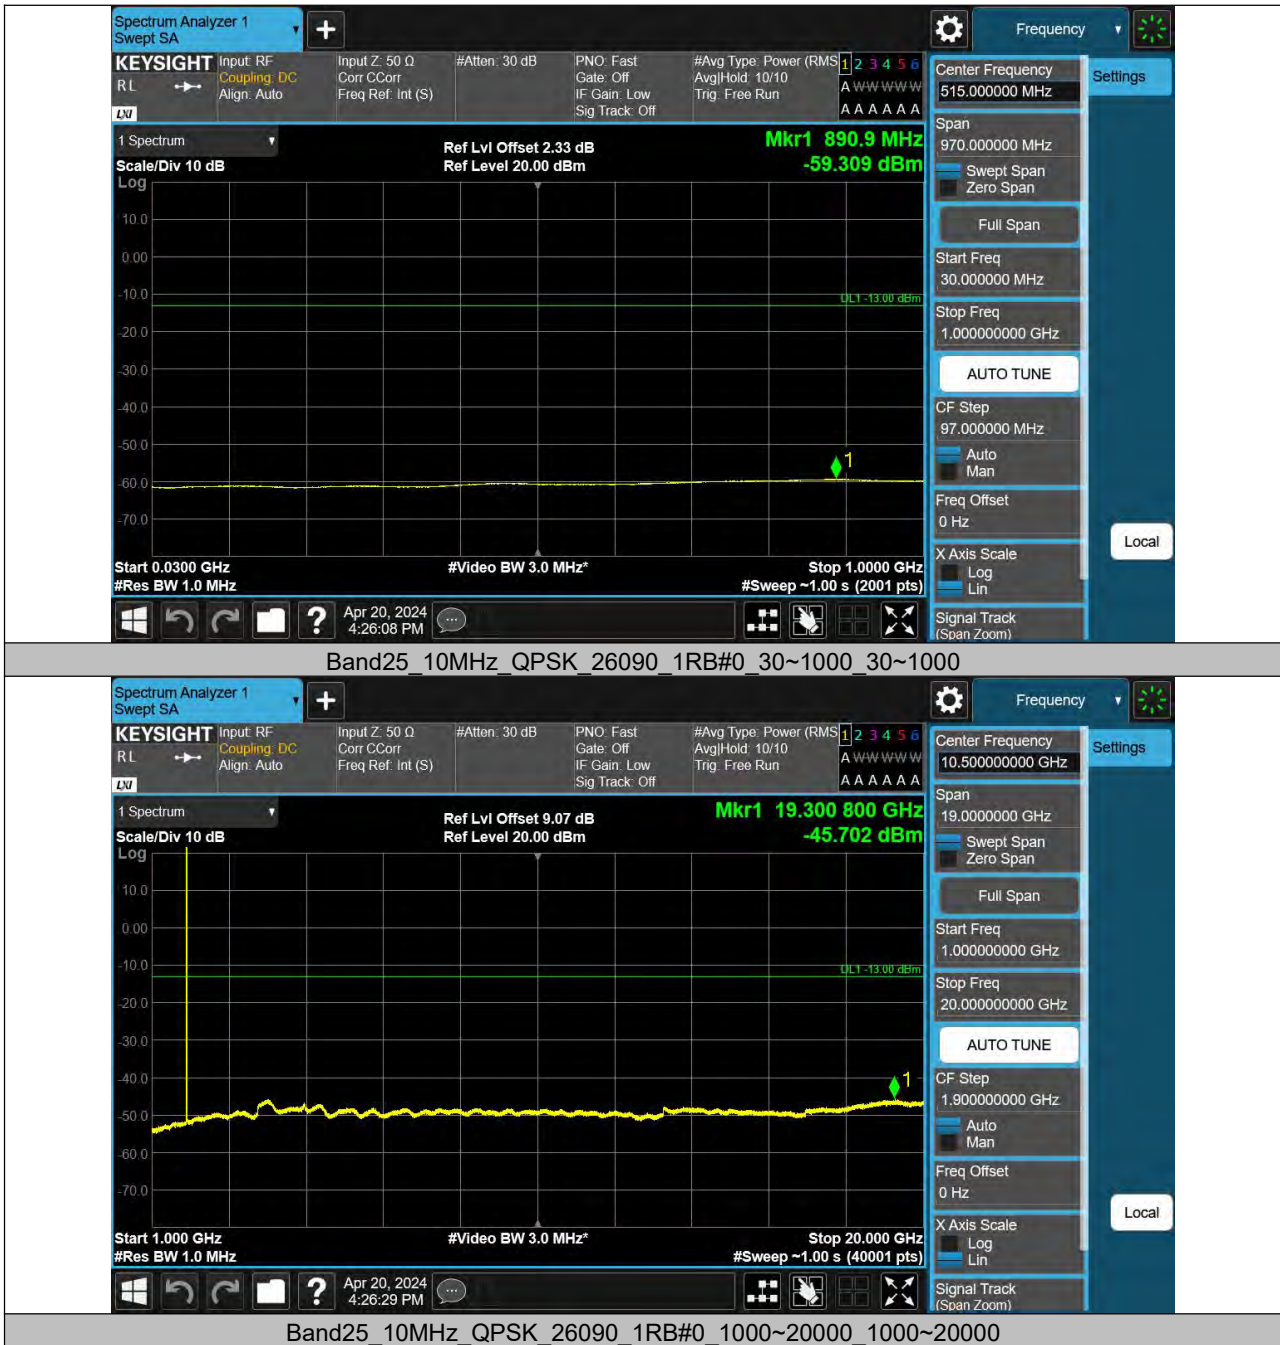 Spectrum Analyzer 1
Swept SA
Frequency
KEYSIGHT
RL
LXI
Input: RF
Coupling: DC
Align: Auto
Input Z: 50 Ω
Corr CCorr
Freq Ref: Int (S)
#Atten: 30 dB
PNO: Fast
Gate: Off
IF Gain: Low
Sig Track: Off
#Avg Type: Power (RMS
Avg|Hold: 10/10
Trig: Free Run
1 2 3 4 5 6
A W W W W W
A A A A A A
1 Spectrum
Scale/Div 10 dB
Log
Ref Lvl Offset 2.33 dB
Ref Level 20.00 dBm
Mkr1 890.9 MHz
-59.309 dBm
10.0
0.00
-10.0
-20.0
-30.0
-40.0
-50.0
-60.0
-70.0
DL1 -13.00 dBm
1
Start 0.0300 GHz
#Res BW 1.0 MHz
#Video BW 3.0 MHz*
Stop 1.0000 GHz
#Sweep ~1.00 s (2001 pts)
Apr 20, 2024
4:26:08 PM
Center Frequency
515.000000 MHz
Span
970.000000 MHz
Swept Span
Zero Span
Full Span
Start Freq
30.000000 MHz
Stop Freq
1.000000000 GHz
AUTO TUNE
CF Step
97.000000 MHz
Auto
Man
Freq Offset
0 Hz
X Axis Scale
Log
Lin
Signal Track
(Span Zoom)
Settings
Local
Band25_10MHz_QPSK_26090_1RB#0_30~1000_30~1000
Spectrum Analyzer 1
Swept SA
Frequency
KEYSIGHT
RL
LXI
Input: RF
Coupling: DC
Align: Auto
Input Z: 50 Ω
Corr CCorr
Freq Ref: Int (S)
#Atten: 30 dB
PNO: Fast
Gate: Off
IF Gain: Low
Sig Track: Off
#Avg Type: Power (RMS
Avg|Hold: 10/10
Trig: Free Run
1 2 3 4 5 6
A W W W W W
A A A A A A
1 Spectrum
Scale/Div 10 dB
Log
Ref Lvl Offset 9.07 dB
Ref Level 20.00 dBm
Mkr1 19.300 800 GHz
-45.702 dBm
10.0
0.00
-10.0
-20.0
-30.0
-40.0
-50.0
-60.0
-70.0
DL1 -13.00 dBm
1
Start 1.000 GHz
#Res BW 1.0 MHz
#Video BW 3.0 MHz*
Stop 20.000 GHz
#Sweep ~1.00 s (40001 pts)
Apr 20, 2024
4:26:29 PM
Center Frequency
10.500000000 GHz
Span
19.0000000 GHz
Swept Span
Zero Span
Full Span
Start Freq
1.000000000 GHz
Stop Freq
20.000000000 GHz
AUTO TUNE
CF Step
1.900000000 GHz
Auto
Man
Freq Offset
0 Hz
X Axis Scale
Log
Lin
Signal Track
(Span Zoom)
Settings
Local
Band25_10MHz_QPSK_26090_1RB#0_1000~20000_1000~20000